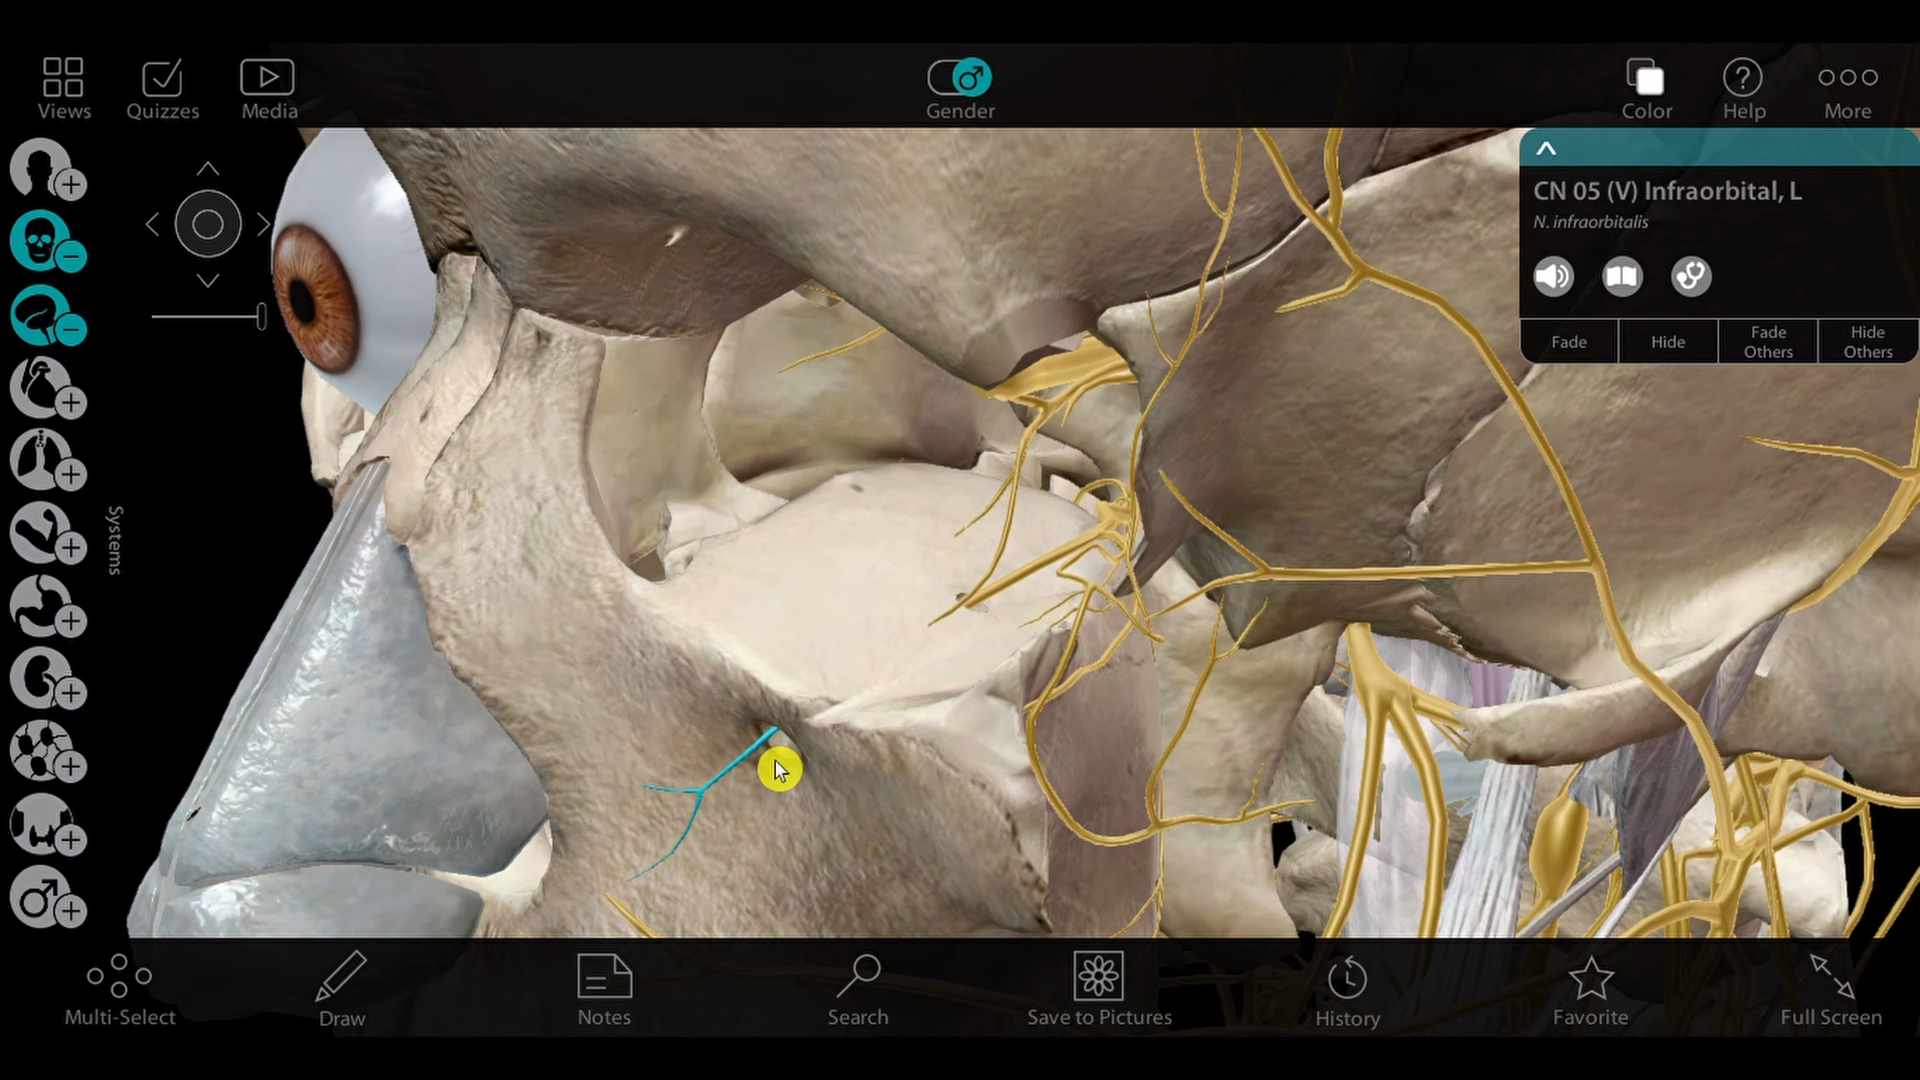 Views
Quizzes
Media
Gender
Color
Help
More
CN 05 (V) Infraorbital, L
N. infraorbitalis
Fade
Hide
Fade
Others
Hide
Others
Systems
Multi-Select
Draw
Notes
Search
Save to Pictures
History
Favorite
Full Screen